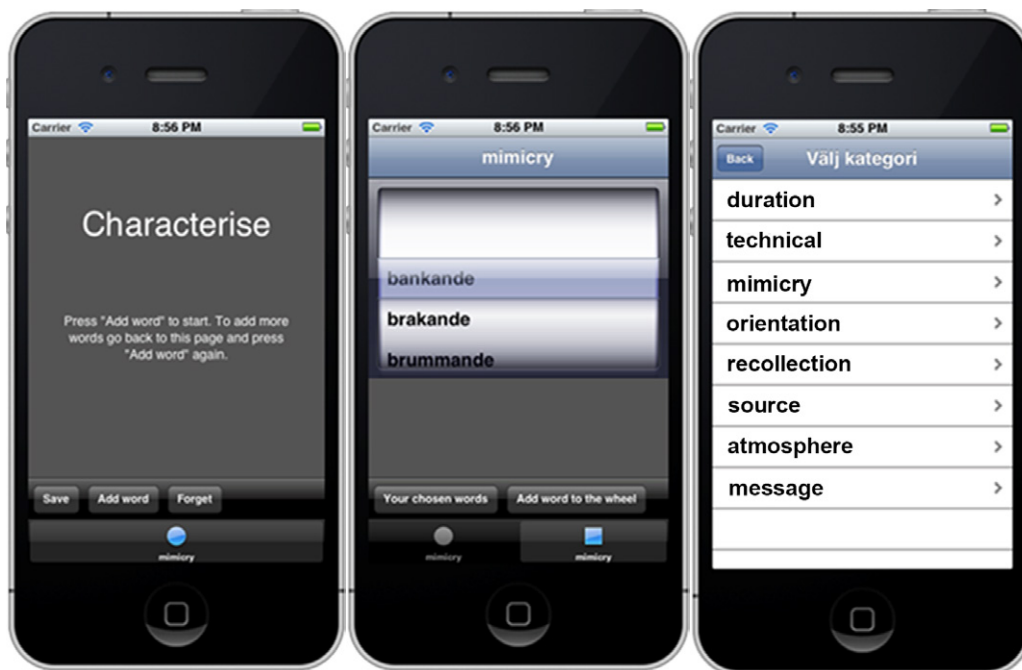 Carrier 8:56 PM
Characterise
Press "Add word" to start. To add more
words go back to this page and press
"Add word" again.
Save Add word Forget
mimicry
Carrier 8:56 PM
mimicry
bankande
brakande
brummande
Your chosen words Add word to the wheel
mimicry mimicry
Carrier 8:55 PM
Back Välj kategori
duration
technical
mimicry
orientation
recollection
source
atmosphere
message